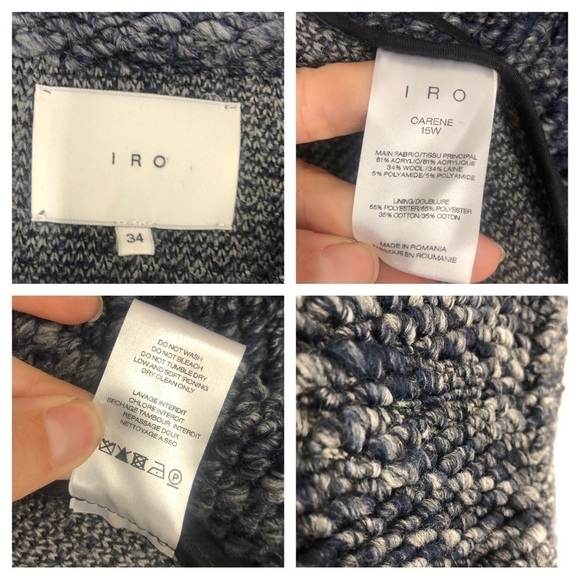 IRO
34
IRO
CARENE
15W
MAIN FABRIC/TISSU PRINCIPAL
61% ACRYLIC/61% ACRYLIQUE
34% WOOL/34% LAINE
5% POLYAMIDE/5% POLYAMIDE
LINING/DOUBLURE
65% POLYESTER/65% POLYESTER
35% COTTON/35% COTON
MADE IN ROMANIA
EN ROUMANIE
DO NOT WASH
DO NOT BLEACH
DO NOT TUMBLE DRY
LOW AND SOFT IRONING
DRY CLEAN ONLY
LAVAGE INTERDIT
CHLORE INTERDIT
SECHAGE TAMBOUR INTERDIT
REPASSAGE DOUX
NETTOYAGE A SEC
P